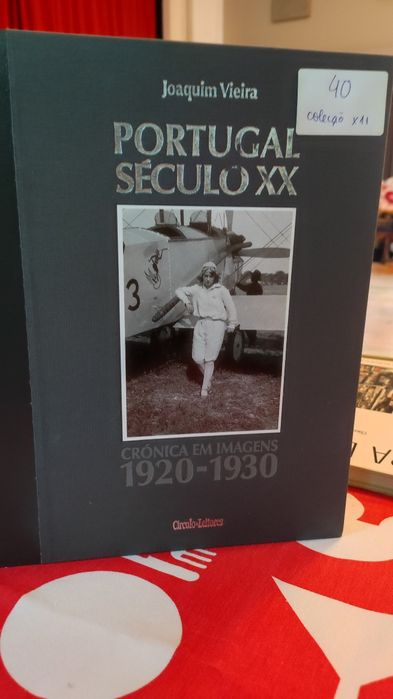 Joaquim Vieira
40
colecção x11
PORTUGAL
SÉCULO XX
3
CRÓNICA EM IMAGENS
1920-1930
Círculo de Leitores